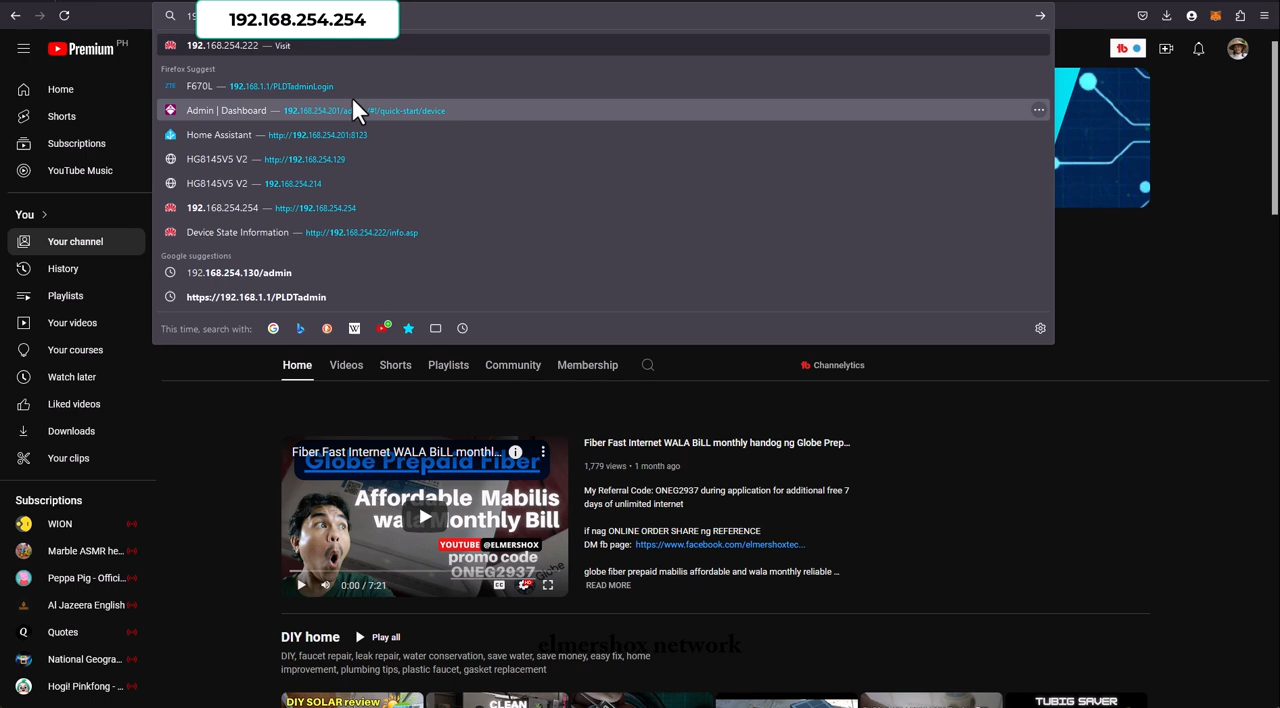 19
192.168.254.254
192.168.254.222 — Visit
Firefox Suggest
F670L — 192.168.1.1/PLDTadminLogin
Admin | Dashboard — 192.168.254.201/ad /#!/quick-start/device
Home Assistant — http://192.168.254.201:8123
HG8145V5 V2 — http://192.168.254.129
HG8145V5 V2 — 192.168.254.214
192.168.254.254 — http://192.168.254.254
Device State Information — http://192.168.254.222/info.asp
Google suggestions
192.168.254.130/admin
https://192.168.1.1/PLDTadmin
This time, search with:
Premium PH
Home
Shorts
Subscriptions
YouTube Music
You
Your channel
History
Playlists
Your videos
Your courses
Watch later
Liked videos
Downloads
Your clips
Subscriptions
WION
Marble ASMR he...
Peppa Pig - Offici...
Al Jazeera English
Quotes
National Geogra...
Hogi! Pinkfong - ...
Home Videos Shorts Playlists Community Membership
Channelytics
Fiber Fast Internet WALA BiLL monthl...
Globe Prepaid Fiber
Affordable Mabilis
wala Monthly Bill
YOUTUBE @ELMERSHOX
promo code
ONEG2937
globe
0:00 / 7:21
Fiber Fast Internet WALA BiLL monthly handog ng Globe Prep...
1,779 views • 1 month ago
My Referral Code: ONEG2937 during application for additional free 7
days of unlimited internet
if nag ONLINE ORDER SHARE ng REFERENCE
DM fb page: https://www.facebook.com/elmershoxtec...
globe fiber prepaid mabilis affordable and wala monthly reliable ...
READ MORE
DIY home Play all
elmershox network
DIY, faucet repair, leak repair, water conservation, save water, save money, easy fix, home
improvement, plumbing tips, plastic faucet, gasket replacement
DIY SOLAR review
CLEAN
TUBIG SAVER